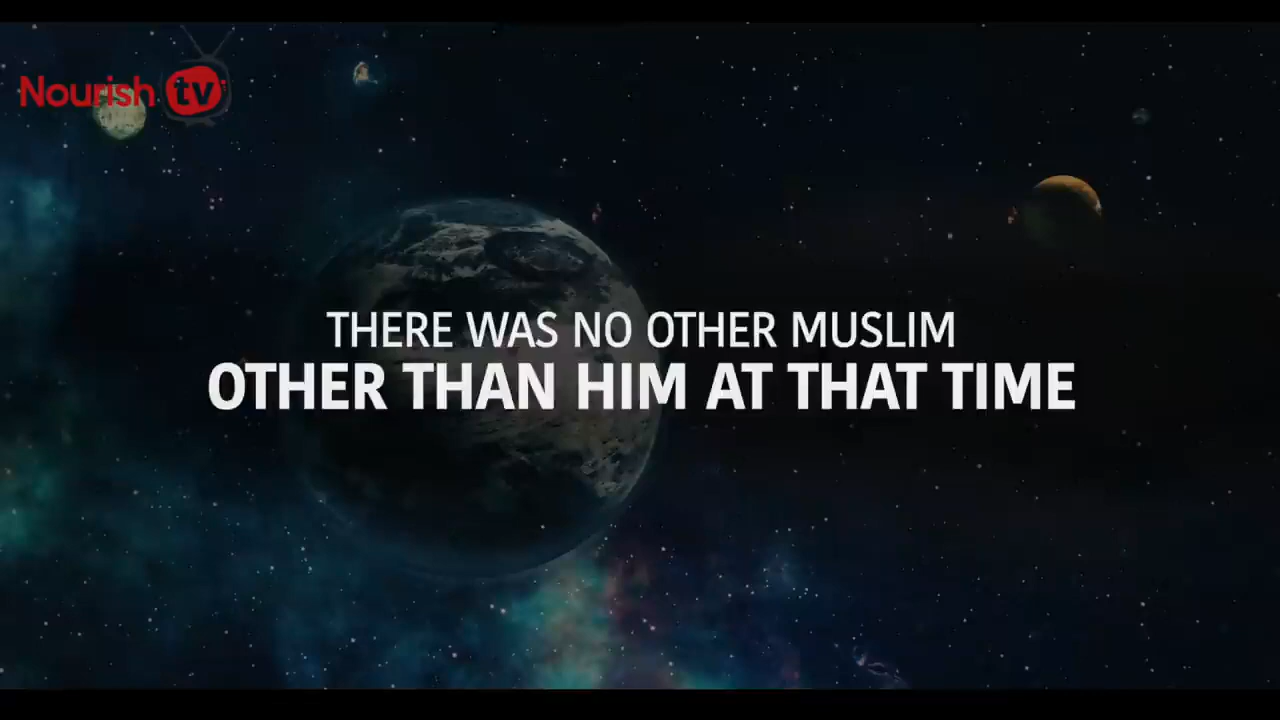 Nourish tv
THERE WAS NO OTHER MUSLIM
OTHER THAN HIM AT THAT TIME